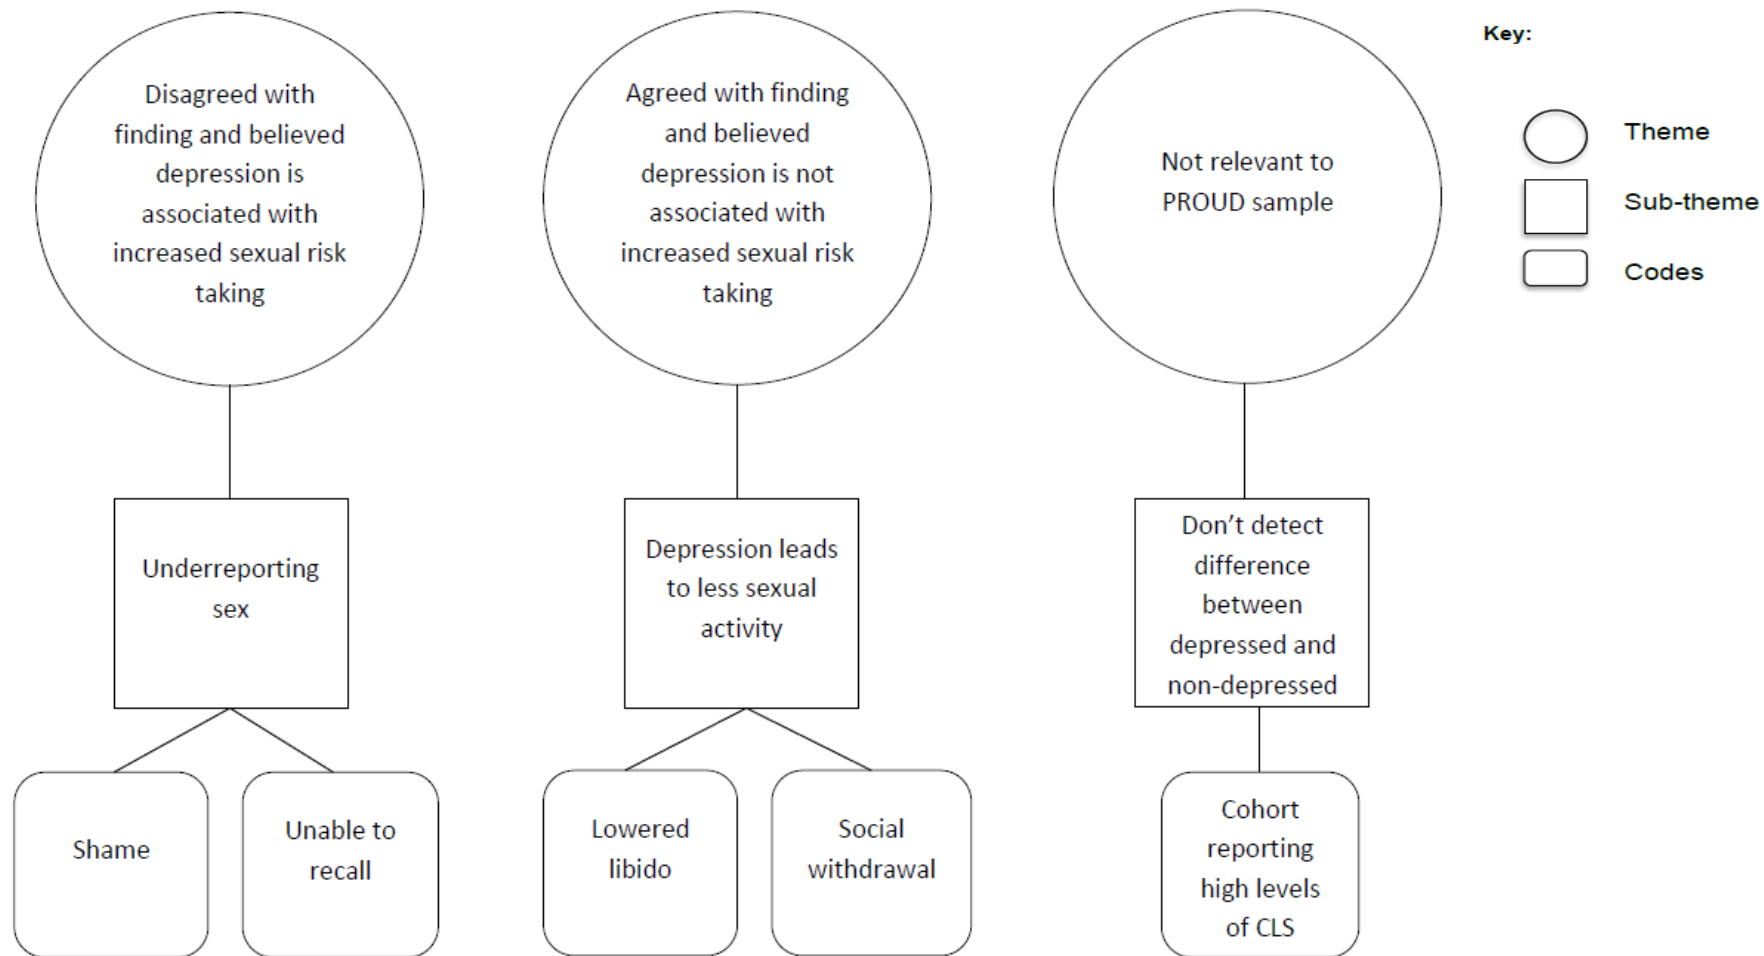 Disagreed with
finding and believed
depression is
associated with
increased sexual risk
taking
Agreed with finding
and believed
depression is not
associated with
increased sexual risk
taking
Not relevant to
PROUD sample
Key:
Theme
Sub-theme
Codes
Underreporting
sex
Depression leads
to less sexual
activity
Don’t detect
difference
between
depressed and
non-depressed
Shame
Unable to
recall
Lowered
libido
Social
withdrawal
Cohort
reporting
high levels
of CLS